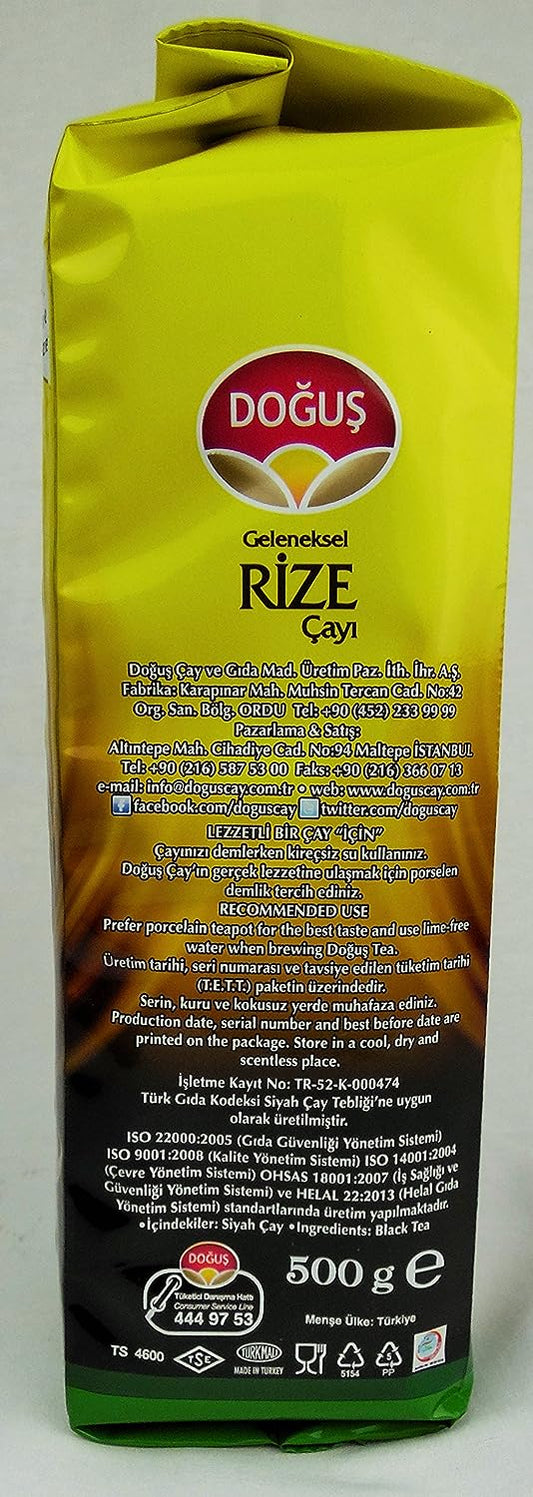 DOĞUŞ
Geleneksel
RİZE
Çayı
Doğuş Çay ve Gıda Mad. Üretim Paz. İth. İhr. A.Ş.
Fabrika: Karapınar Mah. Muhsin Tercan Cad. No:42
Org. San. Bölg. ORDU Tel: +90 (452) 233 99 99
Pazarlama & Satış:
Altıntepe Mah. Cihadiye Cad. No:94 Maltepe İSTANBUL
Tel: +90 (216) 587 53 00 Faks: +90 (216) 366 07 13
e-mail: info@doguscay.com.tr • web: www.doguscay.com.tr
facebook.com/doguscay twitter.com/doguscay
LEZZETLİ BİR ÇAY "İÇİN"
Çayınızı demlerken kireçsiz su kullanınız.
Doğuş Çay'ın gerçek lezzetine ulaşmak için porselen
demlik tercih ediniz.
RECOMMENDED USE
Prefer porcelain teapot for the best taste and use lime-free
water when brewing Doğuş Tea.
Üretim tarihi, seri numarası ve tavsiye edilen tüketim tarihi
(T.E.T.T.) paketin üzerindedir.
Serin, kuru ve kokusuz yerde muhafaza ediniz.
Production date, serial number and best before date are
printed on the package. Store in a cool, dry and
scentless place.
İşletme Kayıt No: TR-52-K-000474
Türk Gıda Kodeksi Siyah Çay Tebliği'ne uygun
olarak üretilmiştir.
ISO 22000:2005 (Gıda Güvenliği Yönetim Sistemi)
ISO 9001:2008 (Kalite Yönetim Sistemi) ISO 14001:2004
(Çevre Yönetim Sistemi) OHSAS 18001:2007 (İş Sağlığı ve
Güvenliği Yönetim Sistemi) ve HELAL 22:2013 (Helal Gıda
Yönetim Sistemi) standartlarında üretim yapılmaktadır.
•İçindekiler: Siyah Çay •Ingredients: Black Tea
DOĞUŞ
Tüketici Danışma Hattı
Consumer Service Line
444 97 53
500 g e
Menşe Ülke: Türkiye
TS 4600
TSE
TÜRKMALI
MADE IN TURKEY
5154
5
PP